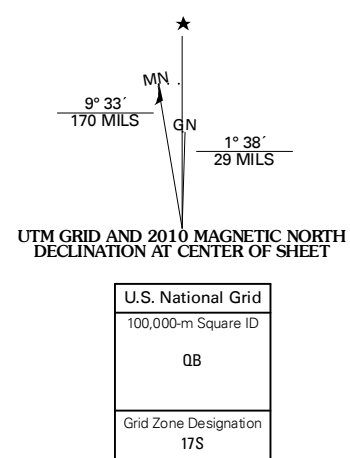 ★
MN
GN
9° 33´
170 MILS
1° 38´
29 MILS
UTM GRID AND 2010 MAGNETIC NORTH
DECLINATION AT CENTER OF SHEET
U.S. National Grid
100,000-m Square ID
QB
Grid Zone Designation
17S